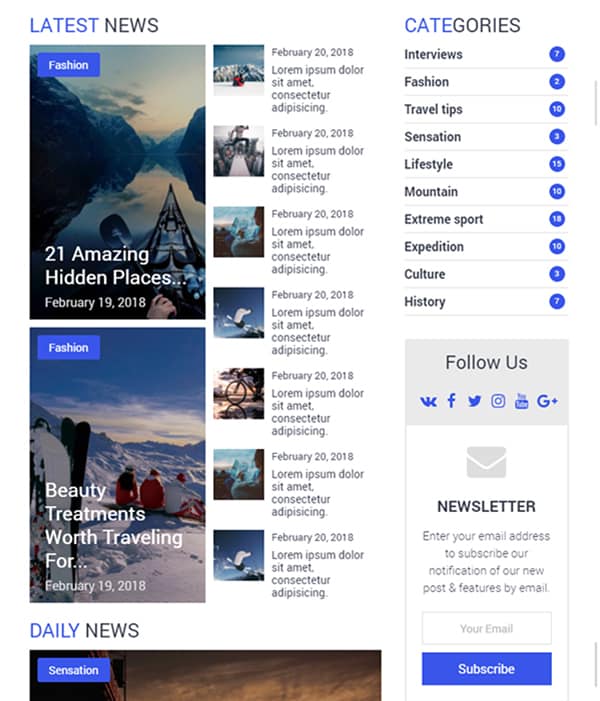 LATEST NEWS
Fashion
21 Amazing
Hidden Places...
February 19, 2018
Fashion
Beauty
Treatments
Worth Traveling
For...
February 19, 2018
February 20, 2018
Lorem ipsum dolor
sit amet,
consectetur
adipisicing.
February 20, 2018
Lorem ipsum dolor
sit amet,
consectetur
adipisicing.
February 20, 2018
Lorem ipsum dolor
sit amet,
consectetur
adipisicing.
February 20, 2018
Lorem ipsum dolor
sit amet,
consectetur
adipisicing.
February 20, 2018
Lorem ipsum dolor
sit amet,
consectetur
adipisicing.
February 20, 2018
Lorem ipsum dolor
sit amet,
consectetur
adipisicing.
February 20, 2018
Lorem ipsum dolor
sit amet,
consectetur
adipisicing.
DAILY NEWS
Sensation
CATEGORIES
Interviews 7
Fashion 2
Travel tips 10
Sensation 3
Lifestyle 15
Mountain 10
Extreme sport 18
Expedition 10
Culture 3
History 7
Follow Us
You Tube G+
NEWSLETTER
Enter your email address
to subscribe our
notification of our new
post & features by email.
Your Email
Subscribe